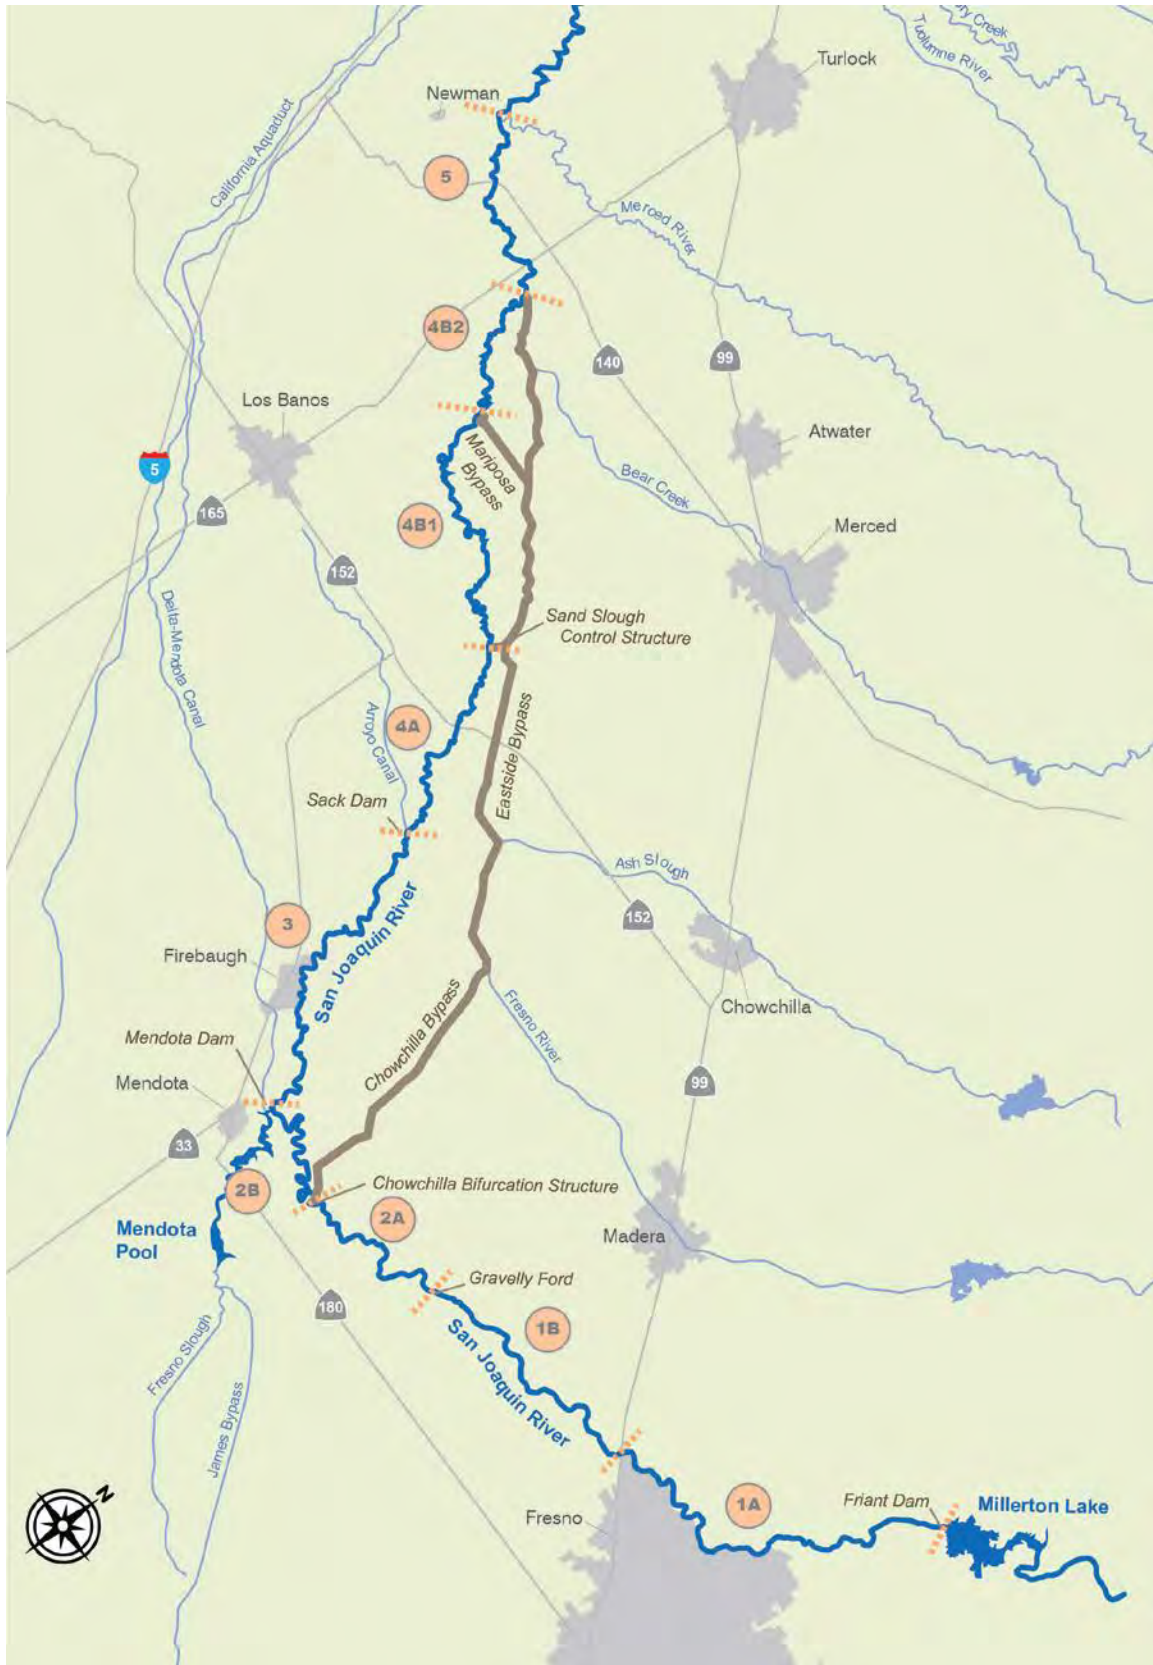 ry Creek
Tuolumne River
Turlock
Newman
California Aquaduct
5
Merced River
4B2
140
99
Los Banos
Atwater
Mariposa
Bypass
Bear Creek
5
165
4B1
Merced
152
Sand Slough
Control Structure
Delta-Mendota Canal
Arroyo Canal
4A
Eastside Bypass
Sack Dam
Ash Slough
3
152
Firebaugh
San Joaquin River
Chowchilla
Fresno River
Chowchilla Bypass
Mendota Dam
Mendota
99
33
2B
Chowchilla Bifurcation Structure
2A
Mendota
Pool
Madera
Gravelly Ford
180
1B
San Joaquin River
Fresno Slough
James Bypass
N
1A
Friant Dam
Millerton Lake
Fresno